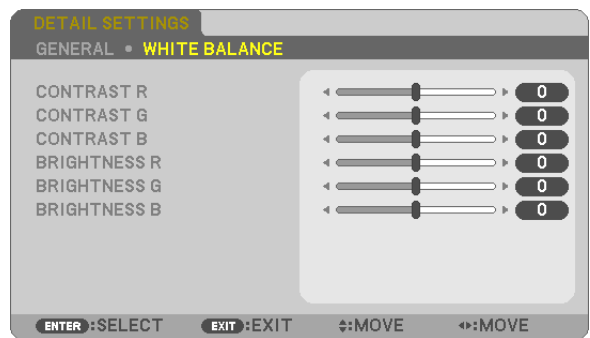 DETAIL SETTINGS
GENERAL • WHITE BALANCE
CONTRAST R 0
CONTRAST G 0
CONTRAST B 0
BRIGHTNESS R 0
BRIGHTNESS G 0
BRIGHTNESS B 0
ENTER :SELECT EXIT :EXIT :MOVE :MOVE